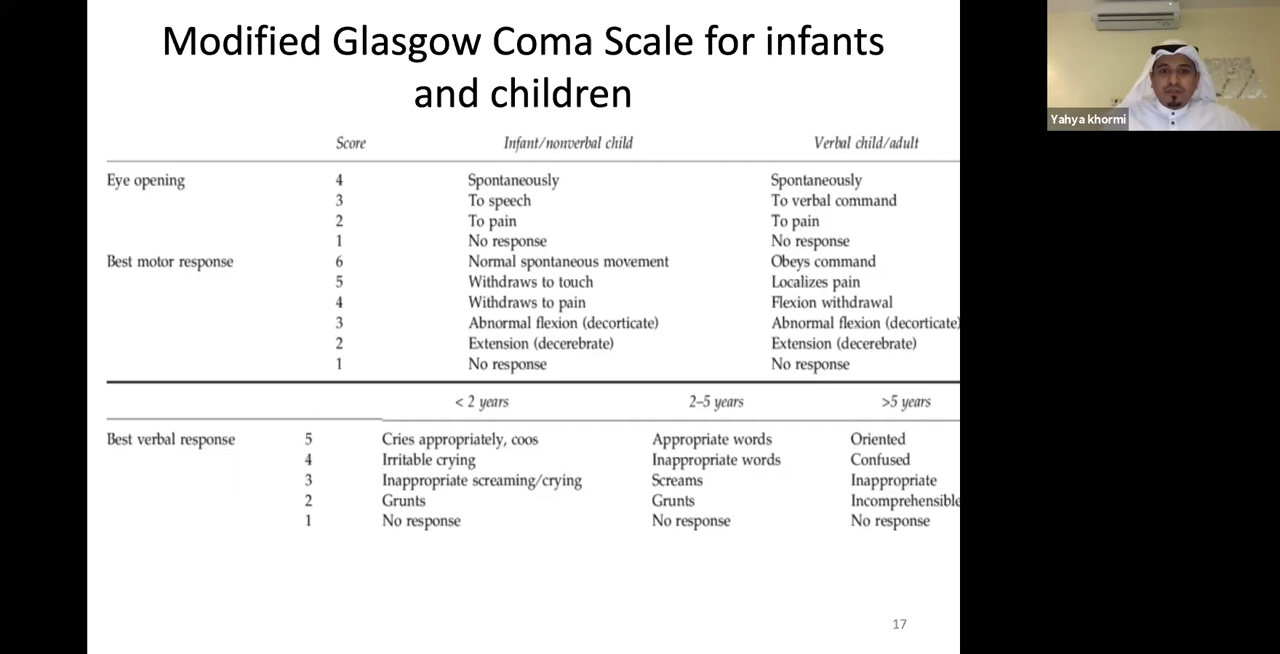 Modified Glasgow Coma Scale for infants
and children
Yahya khormi
Score Infant/nonverbal child Verbal child/adult
Eye opening 4 Spontaneously Spontaneously
3 To speech To verbal command
2 To pain To pain
1 No response No response
Best motor response 6 Normal spontaneous movement Obeys command
5 Withdraws to touch Localizes pain
4 Withdraws to pain Flexion withdrawal
3 Abnormal flexion (decorticate) Abnormal flexion (decorticate)
2 Extension (decerebrate) Extension (decerebrate)
1 No response No response
< 2 years 2–5 years >5 years
Best verbal response 5 Cries appropriately, coos Appropriate words Oriented
4 Irritable crying Inappropriate words Confused
3 Inappropriate screaming/crying Screams Inappropriate
2 Grunts Grunts Incomprehensible
1 No response No response No response
17